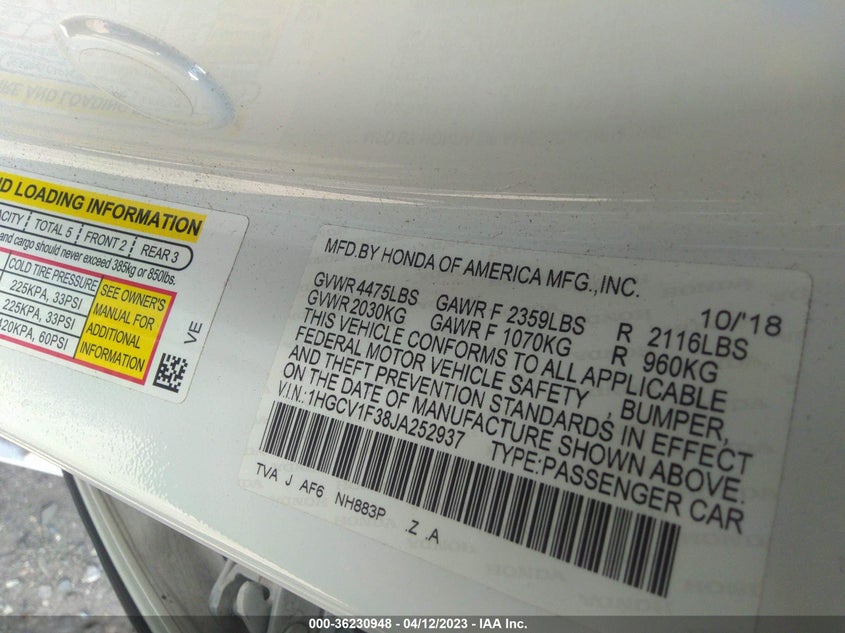 ND LOADING INFORMATION
ACITY TOTAL 5 FRONT 2 REAR 3
and cargo should never exceed 385kg or 850lbs.
COLD TIRE PRESSURE
225KPA, 33PSI
225KPA, 33PSI
420KPA, 60PSI
SEE OWNER'S
MANUAL FOR
ADDITIONAL
INFORMATION
VE
MFD.BY HONDA OF AMERICA MFG.,INC.
10/'18
GVWR 4475LBS GAWR F 2359LBS R 2116LBS
GVWR 2030KG GAWR F 1070KG R 960KG
THIS VEHICLE CONFORMS TO ALL APPLICABLE
FEDERAL MOTOR VEHICLE SAFETY , BUMPER,
AND THEFT PREVENTION STANDARDS IN EFFECT
ON THE DATE OF MANUFACTURE SHOWN ABOVE.
V.I.N.:1HGCV1F38JA252937 TYPE:PASSENGER CAR
TVA J AF6 NH883P .Z .A
000-36230948 - 04/12/2023 - IAA Inc.